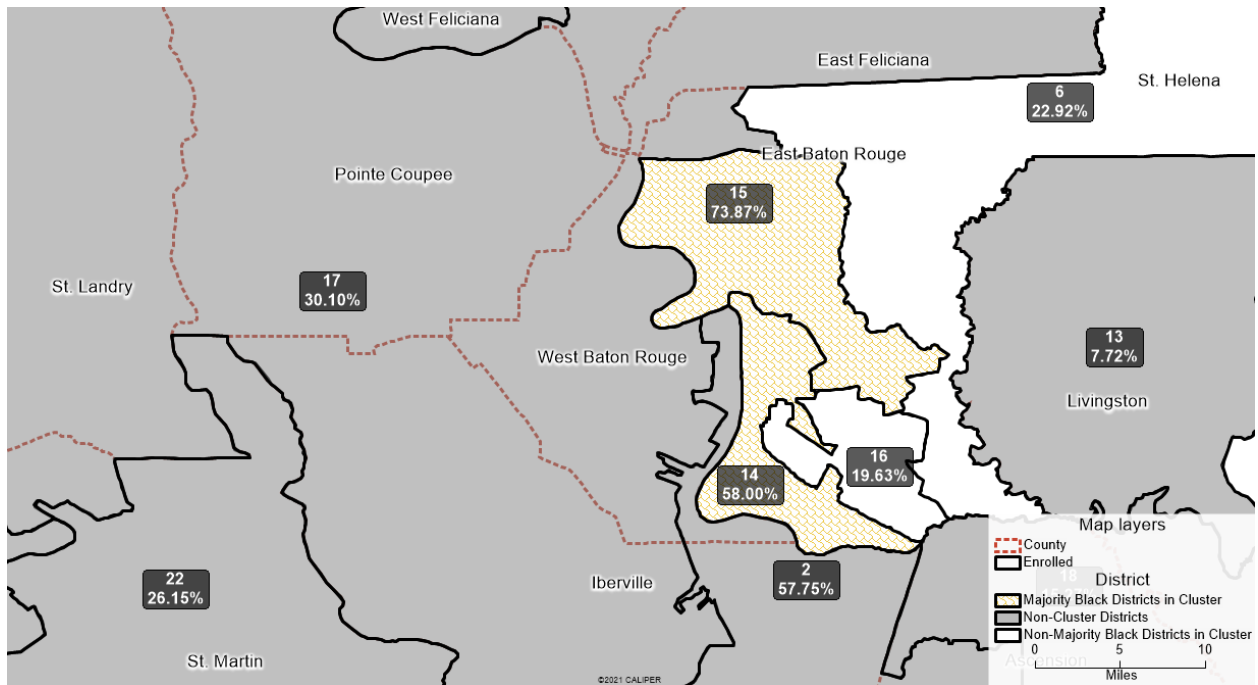 West Feliciana
East Feliciana
St. Helena
6
22.92%
East Baton Rouge
Pointe Coupee
15
73.87%
17
30.10%
St. Landry
West Baton Rouge
13
7.72%
Livingston
16
19.63%
14
58.00%
2
57.75%
Iberville
22
26.15%
St. Martin
Map layers
County
Enrolled
District
Majority Black Districts in Cluster
Non-Cluster Districts
Non-Majority Black Districts in Cluster
0 5 10
Miles
18
Ascension
©2021 CALIPER